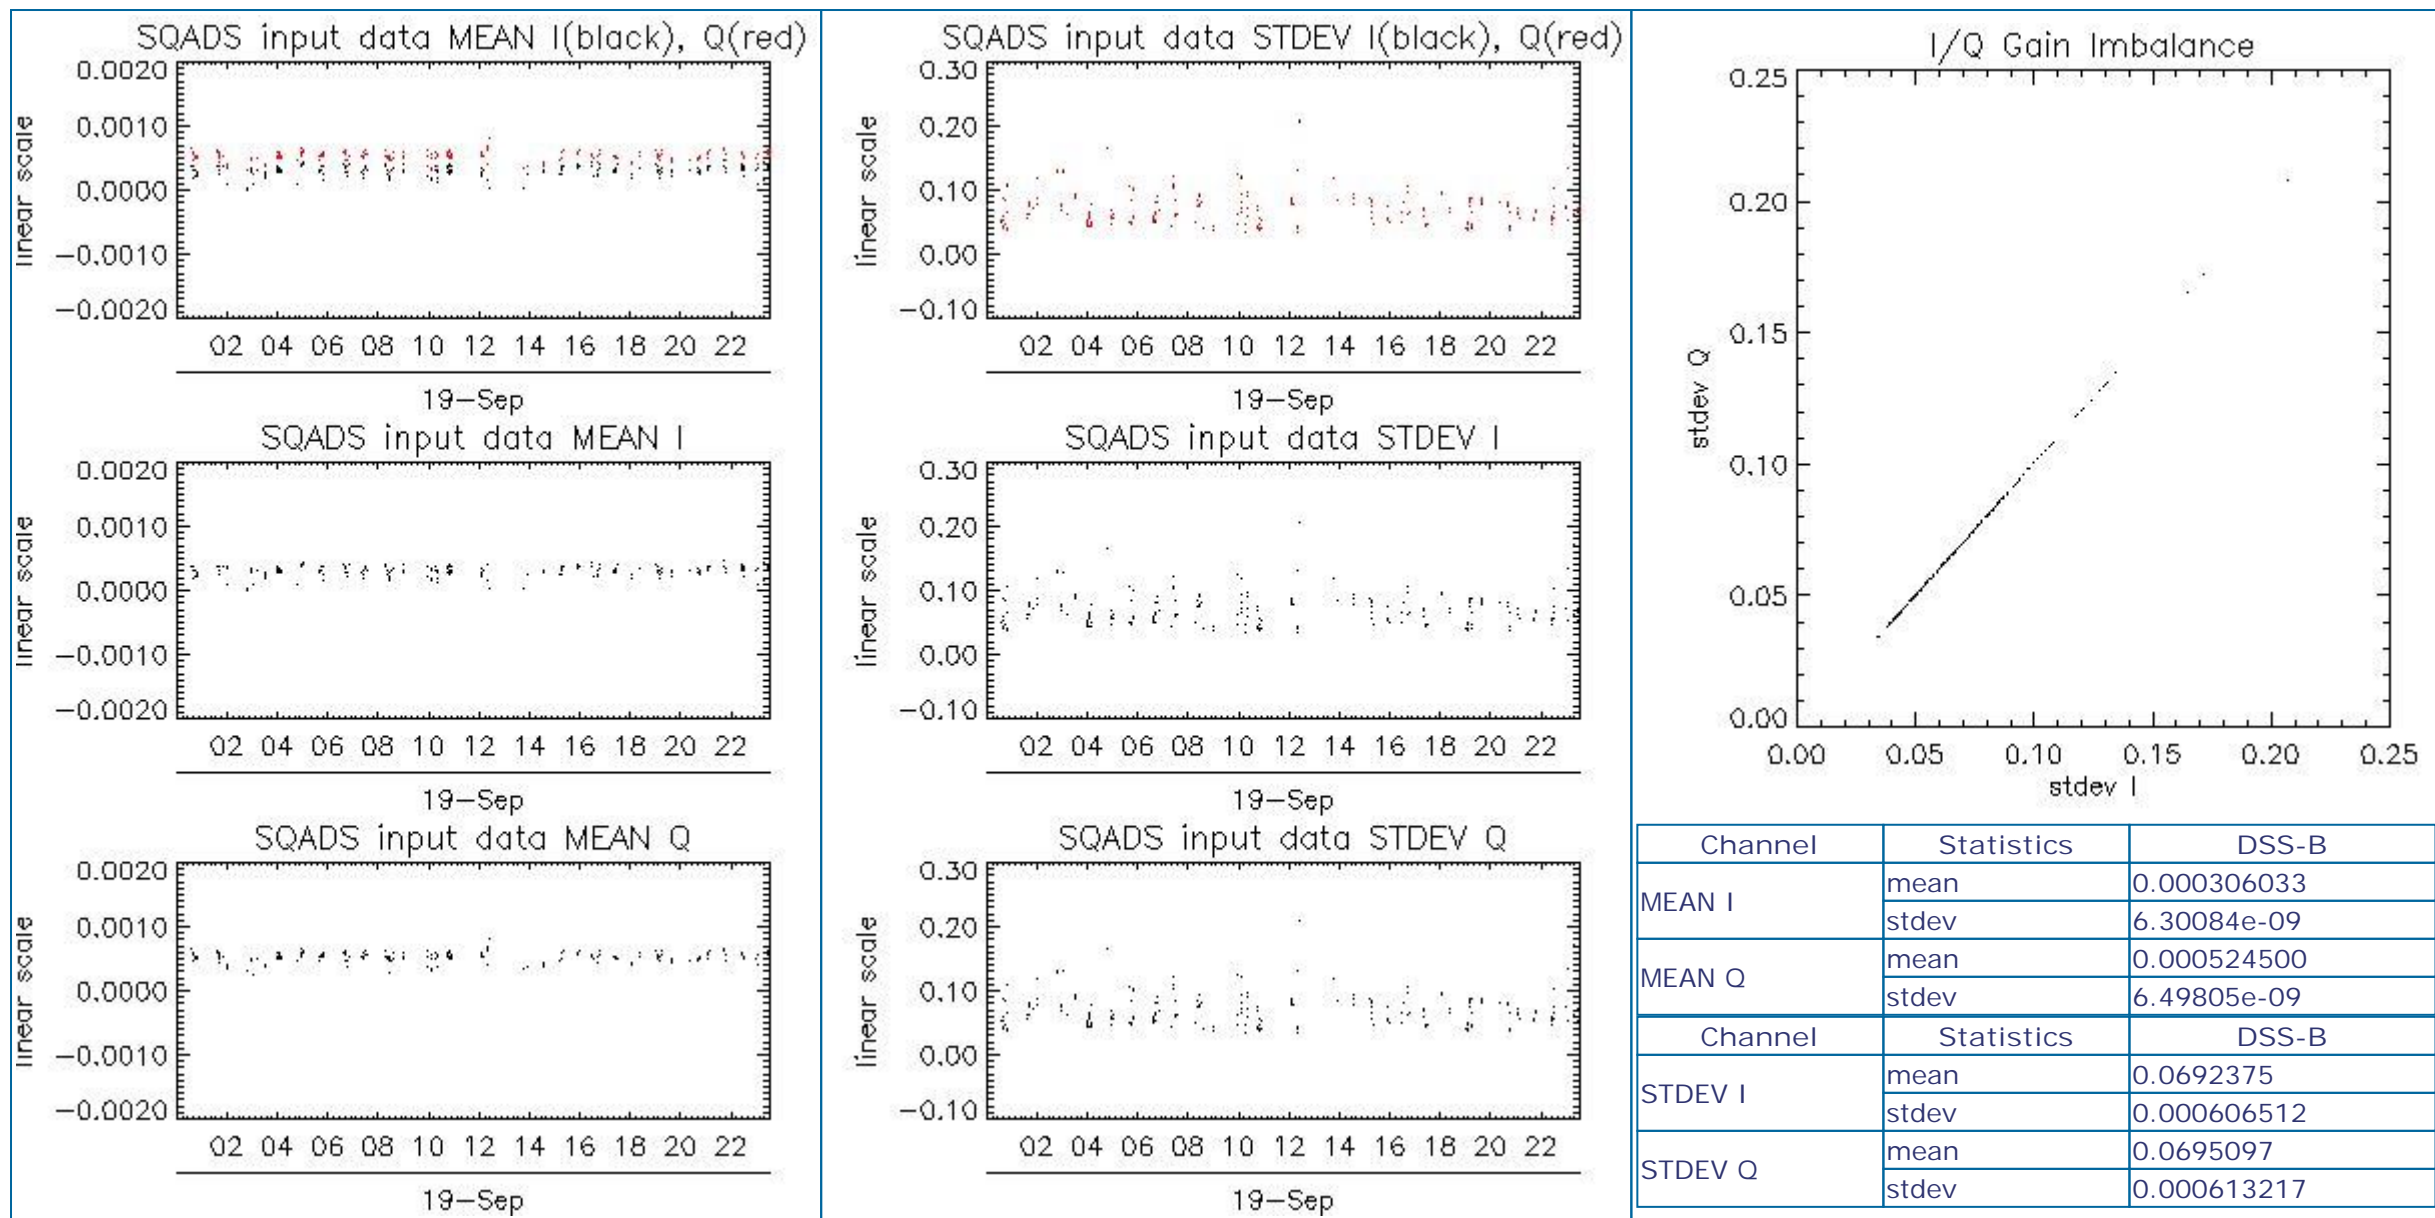 SQADS input data MEAN I(black), Q(red)
0.0020
0.0010
0.0000
-0.0010
-0.0020
linear scale
02 04 06 08 10 12 14 16 18 20 22
19-Sep
SQADS input data MEAN I
0.0020
0.0010
0.0000
-0.0010
-0.0020
linear scale
02 04 06 08 10 12 14 16 18 20 22
19-Sep
SQADS input data MEAN Q
0.0020
0.0010
0.0000
-0.0010
-0.0020
linear scale
02 04 06 08 10 12 14 16 18 20 22
19-Sep
SQADS input data STDEV I(black), Q(red)
0.30
0.20
0.10
0.00
-0.10
linear scale
02 04 06 08 10 12 14 16 18 20 22
19-Sep
SQADS input data STDEV I
0.30
0.20
0.10
0.00
-0.10
linear scale
02 04 06 08 10 12 14 16 18 20 22
19-Sep
SQADS input data STDEV Q
0.30
0.20
0.10
0.00
-0.10
linear scale
02 04 06 08 10 12 14 16 18 20 22
19-Sep
I/Q Gain Imbalance
0.25
0.20
0.15
0.10
0.05
0.00
stdev Q
0.00 0.05 0.10 0.15 0.20 0.25
stdev I
Channel Statistics DSS-B
MEAN I mean 0.000306033
stdev 6.30084e-09
MEAN Q mean 0.000524500
stdev 6.49805e-09
Channel Statistics DSS-B
STDEV I mean 0.0692375
stdev 0.000606512
STDEV Q mean 0.0695097
stdev 0.000613217